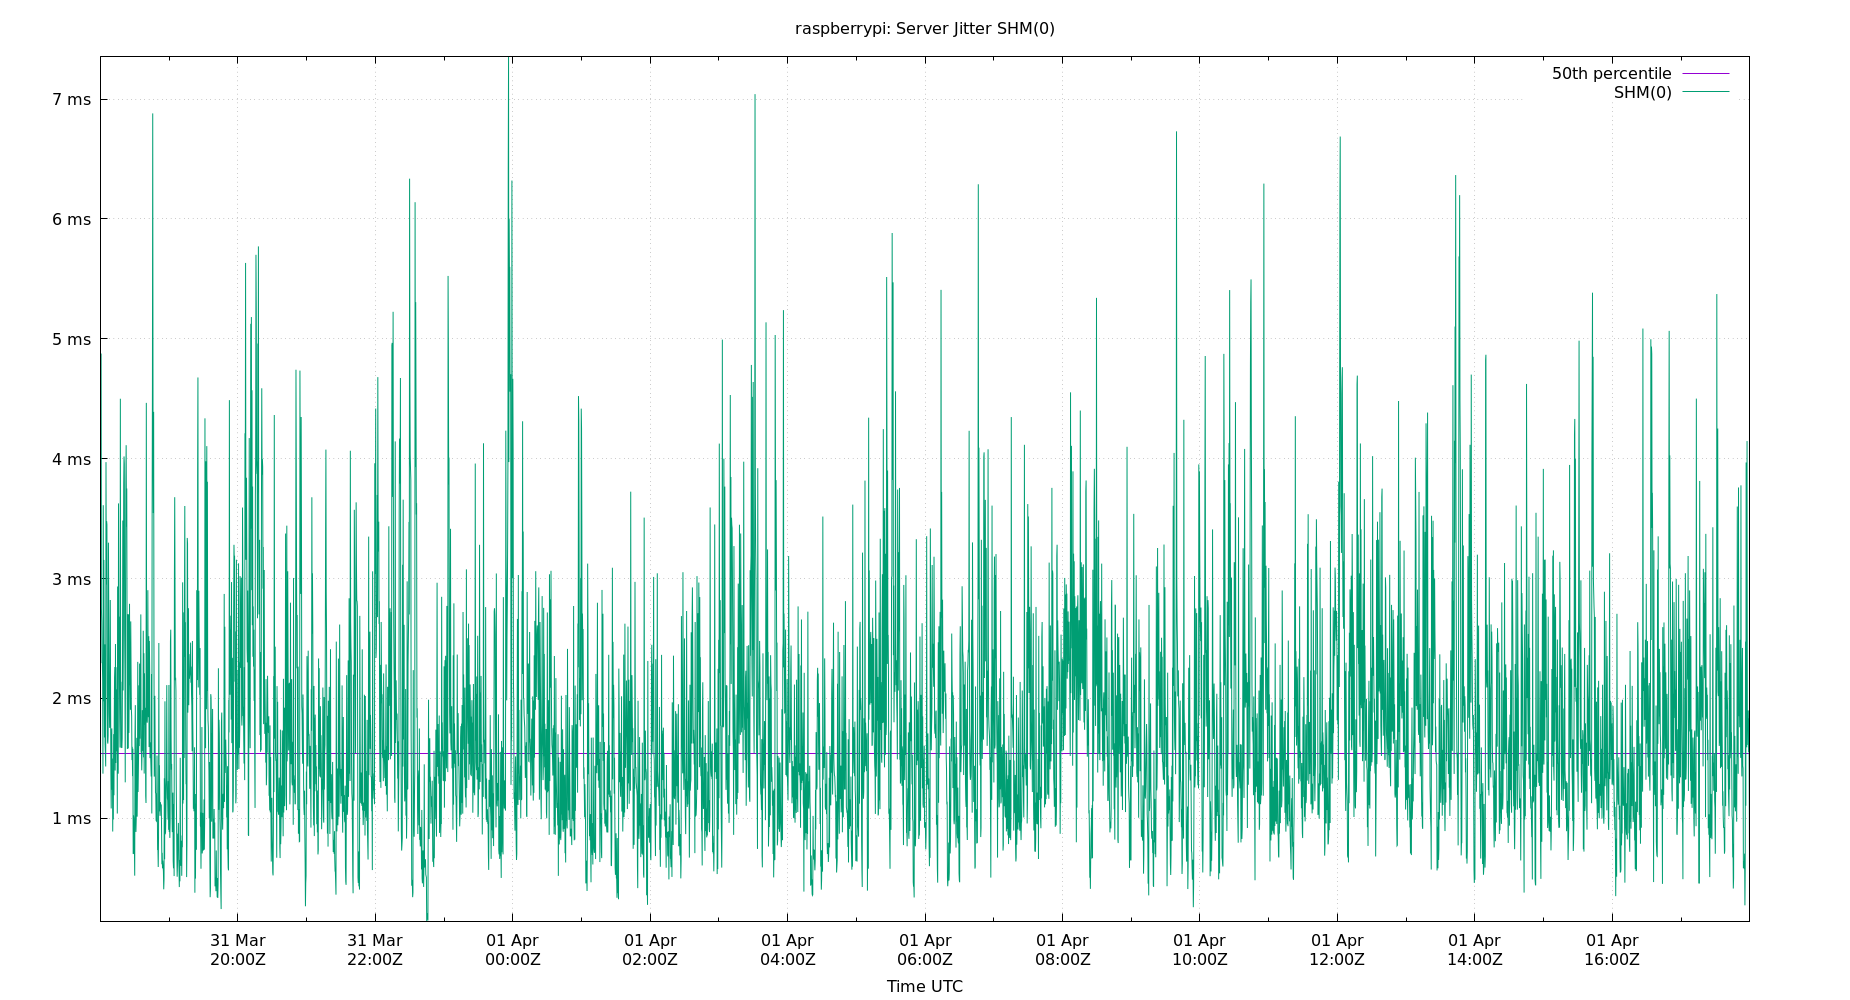 raspberrypi: Server Jitter SHM(0)
50th percentile
SHM(0)
7 ms
6 ms
5 ms
4 ms
3 ms
2 ms
1 ms
31 Mar 31 Mar 01 Apr 01 Apr 01 Apr 01 Apr 01 Apr 01 Apr 01 Apr 01 Apr 01 Apr
20:00Z 22:00Z 00:00Z 02:00Z 04:00Z 06:00Z 08:00Z 10:00Z 12:00Z 14:00Z 16:00Z
Time UTC